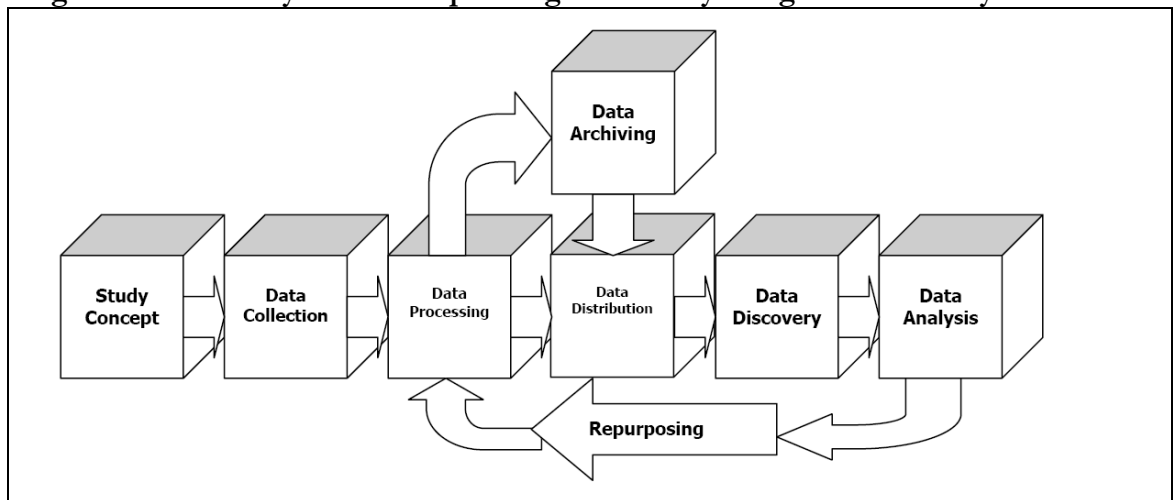 Data
Archiving
Study
Concept
Data
Collection
Data
Processing
Data
Distribution
Data
Discovery
Data
Analysis
Repurposing